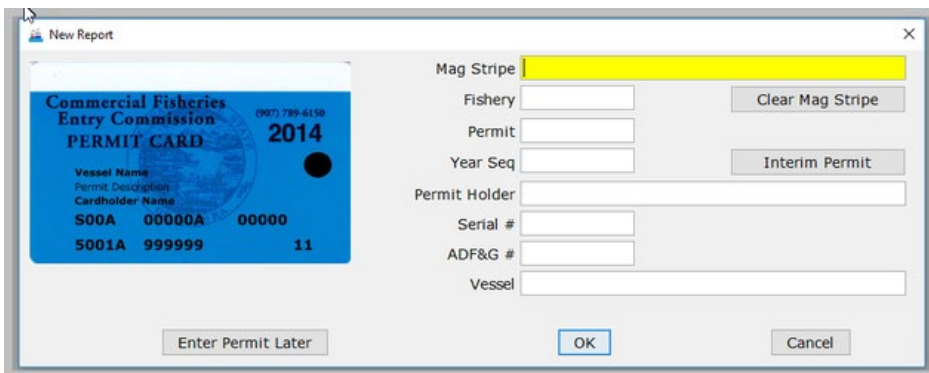 New Report
Commercial Fisheries
Entry Commission
(907) 789-6150
PERMIT CARD
2014
Vessel Name
Permit Description
Cardholder Name
S00A 00000A 00000
5001A 999999 11
Mag Stripe
Fishery
Clear Mag Stripe
Permit
Year Seq
Interim Permit
Permit Holder
Serial #
ADF&G #
Vessel
Enter Permit Later
OK
Cancel